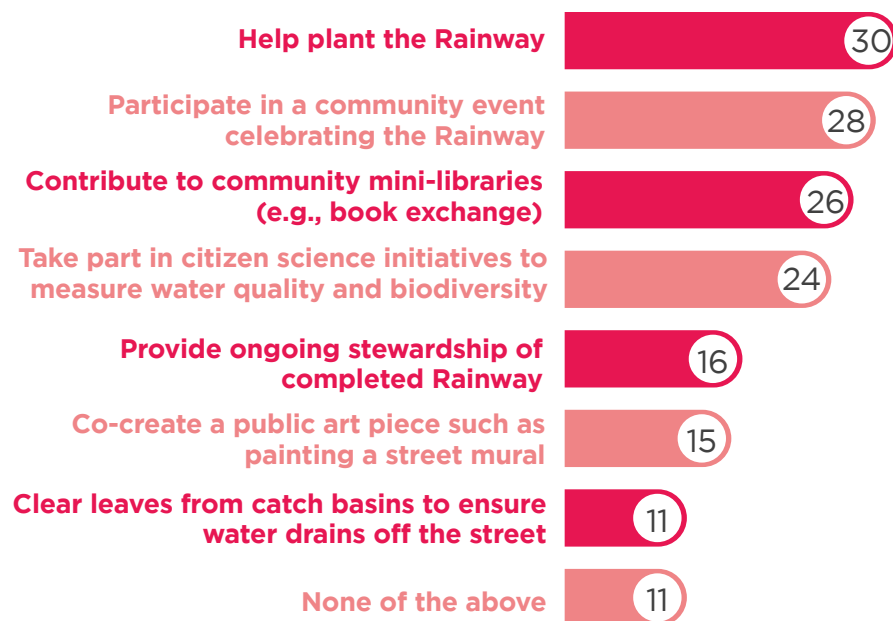 Help plant the Rainway
30
Participate in a community event
celebrating the Rainway
28
Contribute to community mini-libraries
(e.g., book exchange)
26
Take part in citizen science initiatives to
measure water quality and biodiversity
24
Provide ongoing stewardship of
completed Rainway
16
Co-create a public art piece such as
painting a street mural
15
Clear leaves from catch basins to ensure
water drains off the street
11
None of the above
11